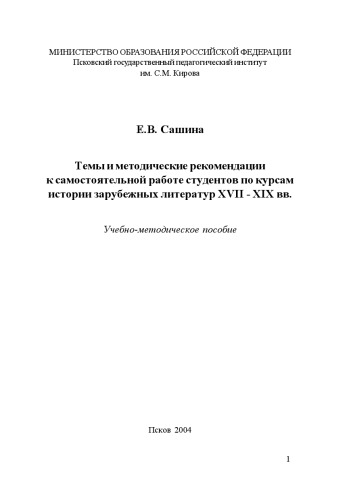 МИНИСТЕРСТВО ОБРАЗОВАНИЯ РОССИЙСКОЙ ФЕДЕРАЦИИ
Псковский государственный педагогический институт
им. С.М. Кирова
Е.В. Сашина
Темы и методические рекомендации
к самостоятельной работе студентов по курсам
истории зарубежных литератур XVII - XIX вв.
Учебно-методическое пособие
Псков 2004
1